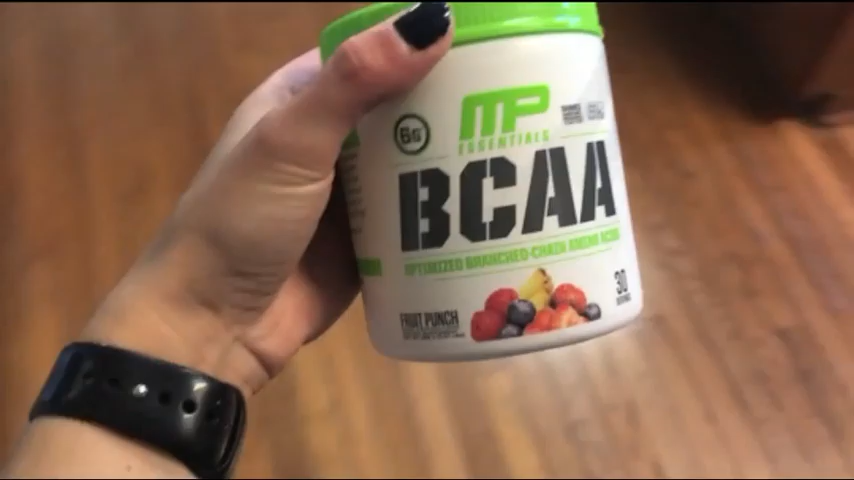 6G
MP
ESSENTIALS
BCAA
OPTIMIZED BRANCHED-CHAIN AMINO ACIDS
30
FRUIT PUNCH